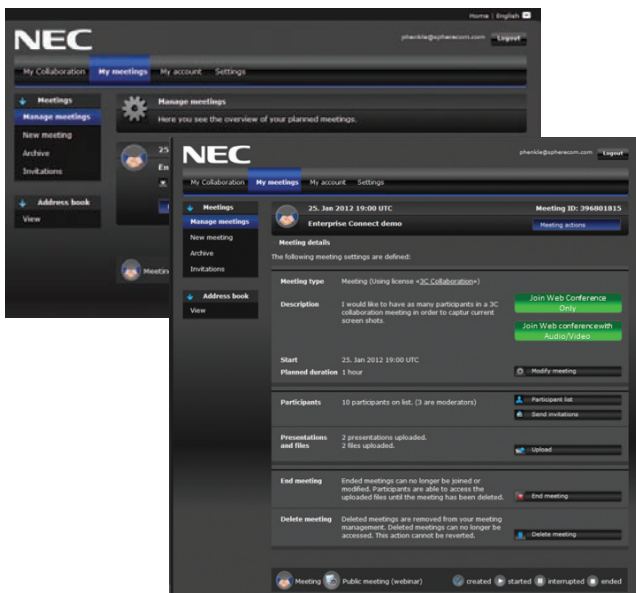 Home | English
NEC
phenkle@spherecom.com Logout
My Collaboration My meetings My account Settings
Meetings
Manage meetings
New meeting
Archive
Invitations
Address book
View
Manage meetings
Here you see the overview of your planned meetings.
25
En
Meetin
NEC
phenkle@spherecom.com Logout
My Collaboration My meetings My account Settings
Meetings
Manage meetings
New meeting
Archive
Invitations
Address book
View
25. Jan 2012 19:00 UTC Meeting ID: 396801815
Enterprise Connect demo Meeting actions
Meeting details
The following meeting settings are defined:
Meeting type Meeting (Using license «3C Collaboration»)
Description I would like to have as many participants in a 3C
collaboration meeting in order to captur current
screen shots.
Join Web Conference
Only
Join Web conferencewith
Audio/Video
Start 25. Jan 2012 19:00 UTC
Planned duration 1 hour Modify meeting
Participants 10 participants on list. (3 are moderators)
Participant list
Send invitations
Presentations
and files
2 presentations uploaded.
2 files uploaded.
Upload
End meeting Ended meetings can no longer be joined or
modified. Participants are able to access the
uploaded files until the meeting has been deleted.
End meeting
Delete meeting Deleted meetings are removed from your meeting
management. Deleted meetings can no longer be
accessed. This action cannot be reverted.
Delete meeting
Meeting Public meeting (webinar) created started interrupted ended